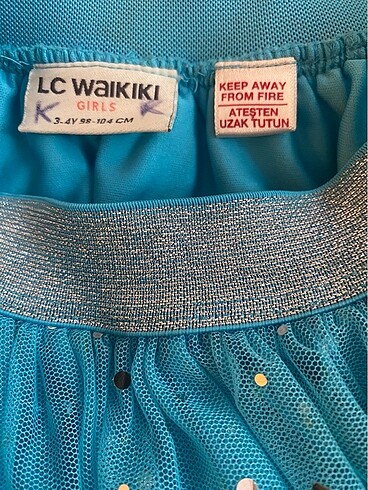 LC WAIKIKI
GIRLS
K K
3-4Y 98-104 CM
KEEP AWAY
FROM FIRE
ATEŞTEN
UZAK TUTUN